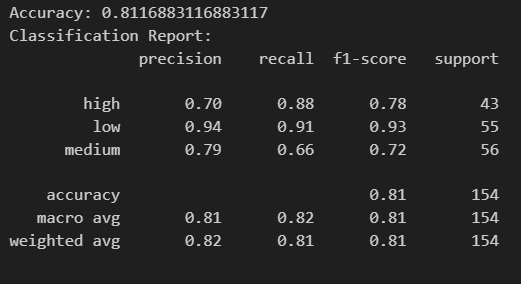 Accuracy: 0.8116883116883117
Classification Report:
precision recall f1-score support
high 0.70 0.88 0.78 43
low 0.94 0.91 0.93 55
medium 0.79 0.66 0.72 56
accuracy 0.81 154
macro avg 0.81 0.82 0.81 154
weighted avg 0.82 0.81 0.81 154